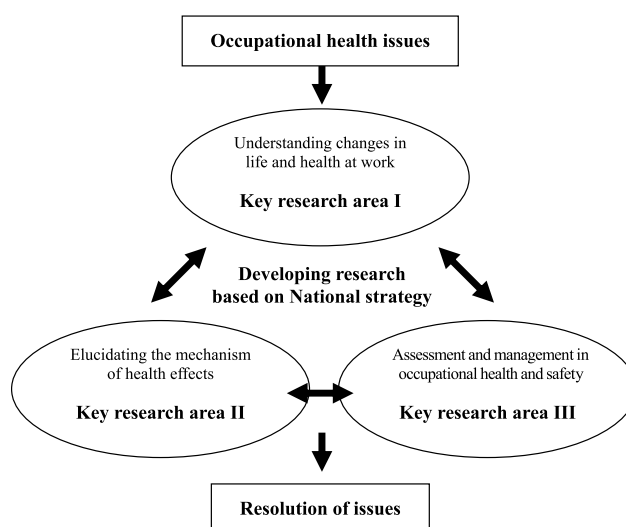 Occupational health issues
Understanding changes in
life and health at work
Key research area I
Developing research
based on National strategy
Elucidating the mechanism
of health effects
Key research area II
Assessment and management in
occupational health and safety
Key research area III
Resolution of issues